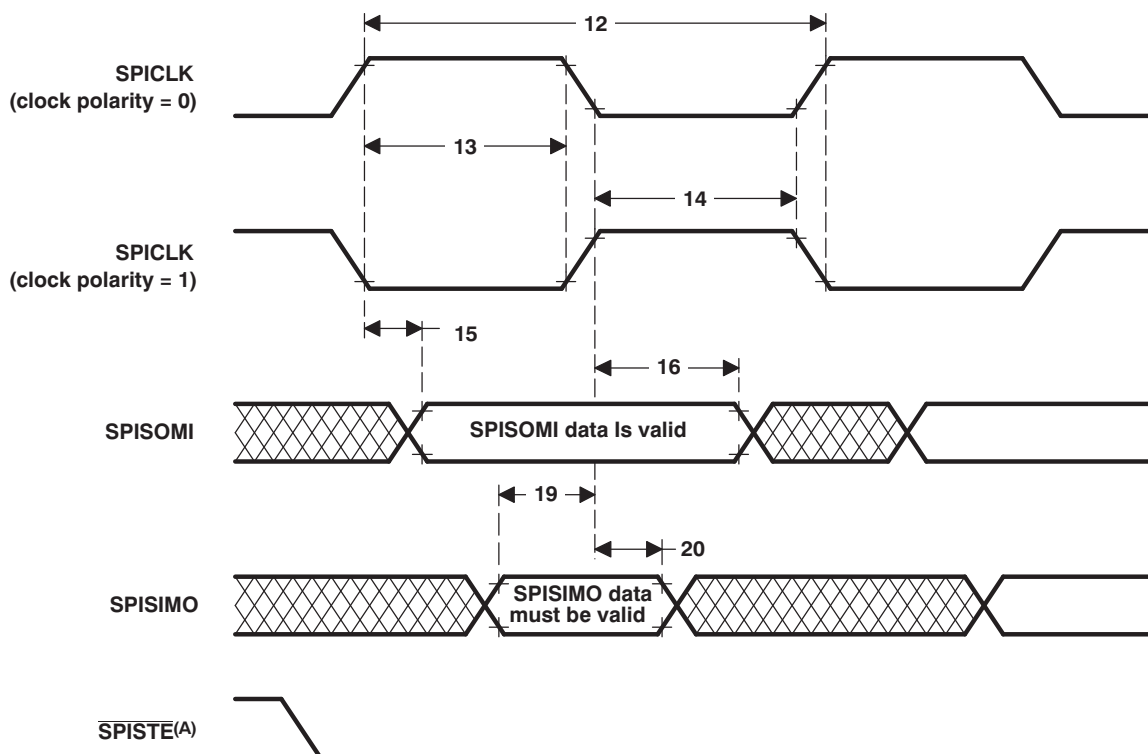 12
SPICLK
(clock polarity = 0)
13
14
SPICLK
(clock polarity = 1)
15
16
SPISOMI
SPISOMI data Is valid
19
20
SPISIMO
SPISIMO data
must be valid
SPISTE(A)